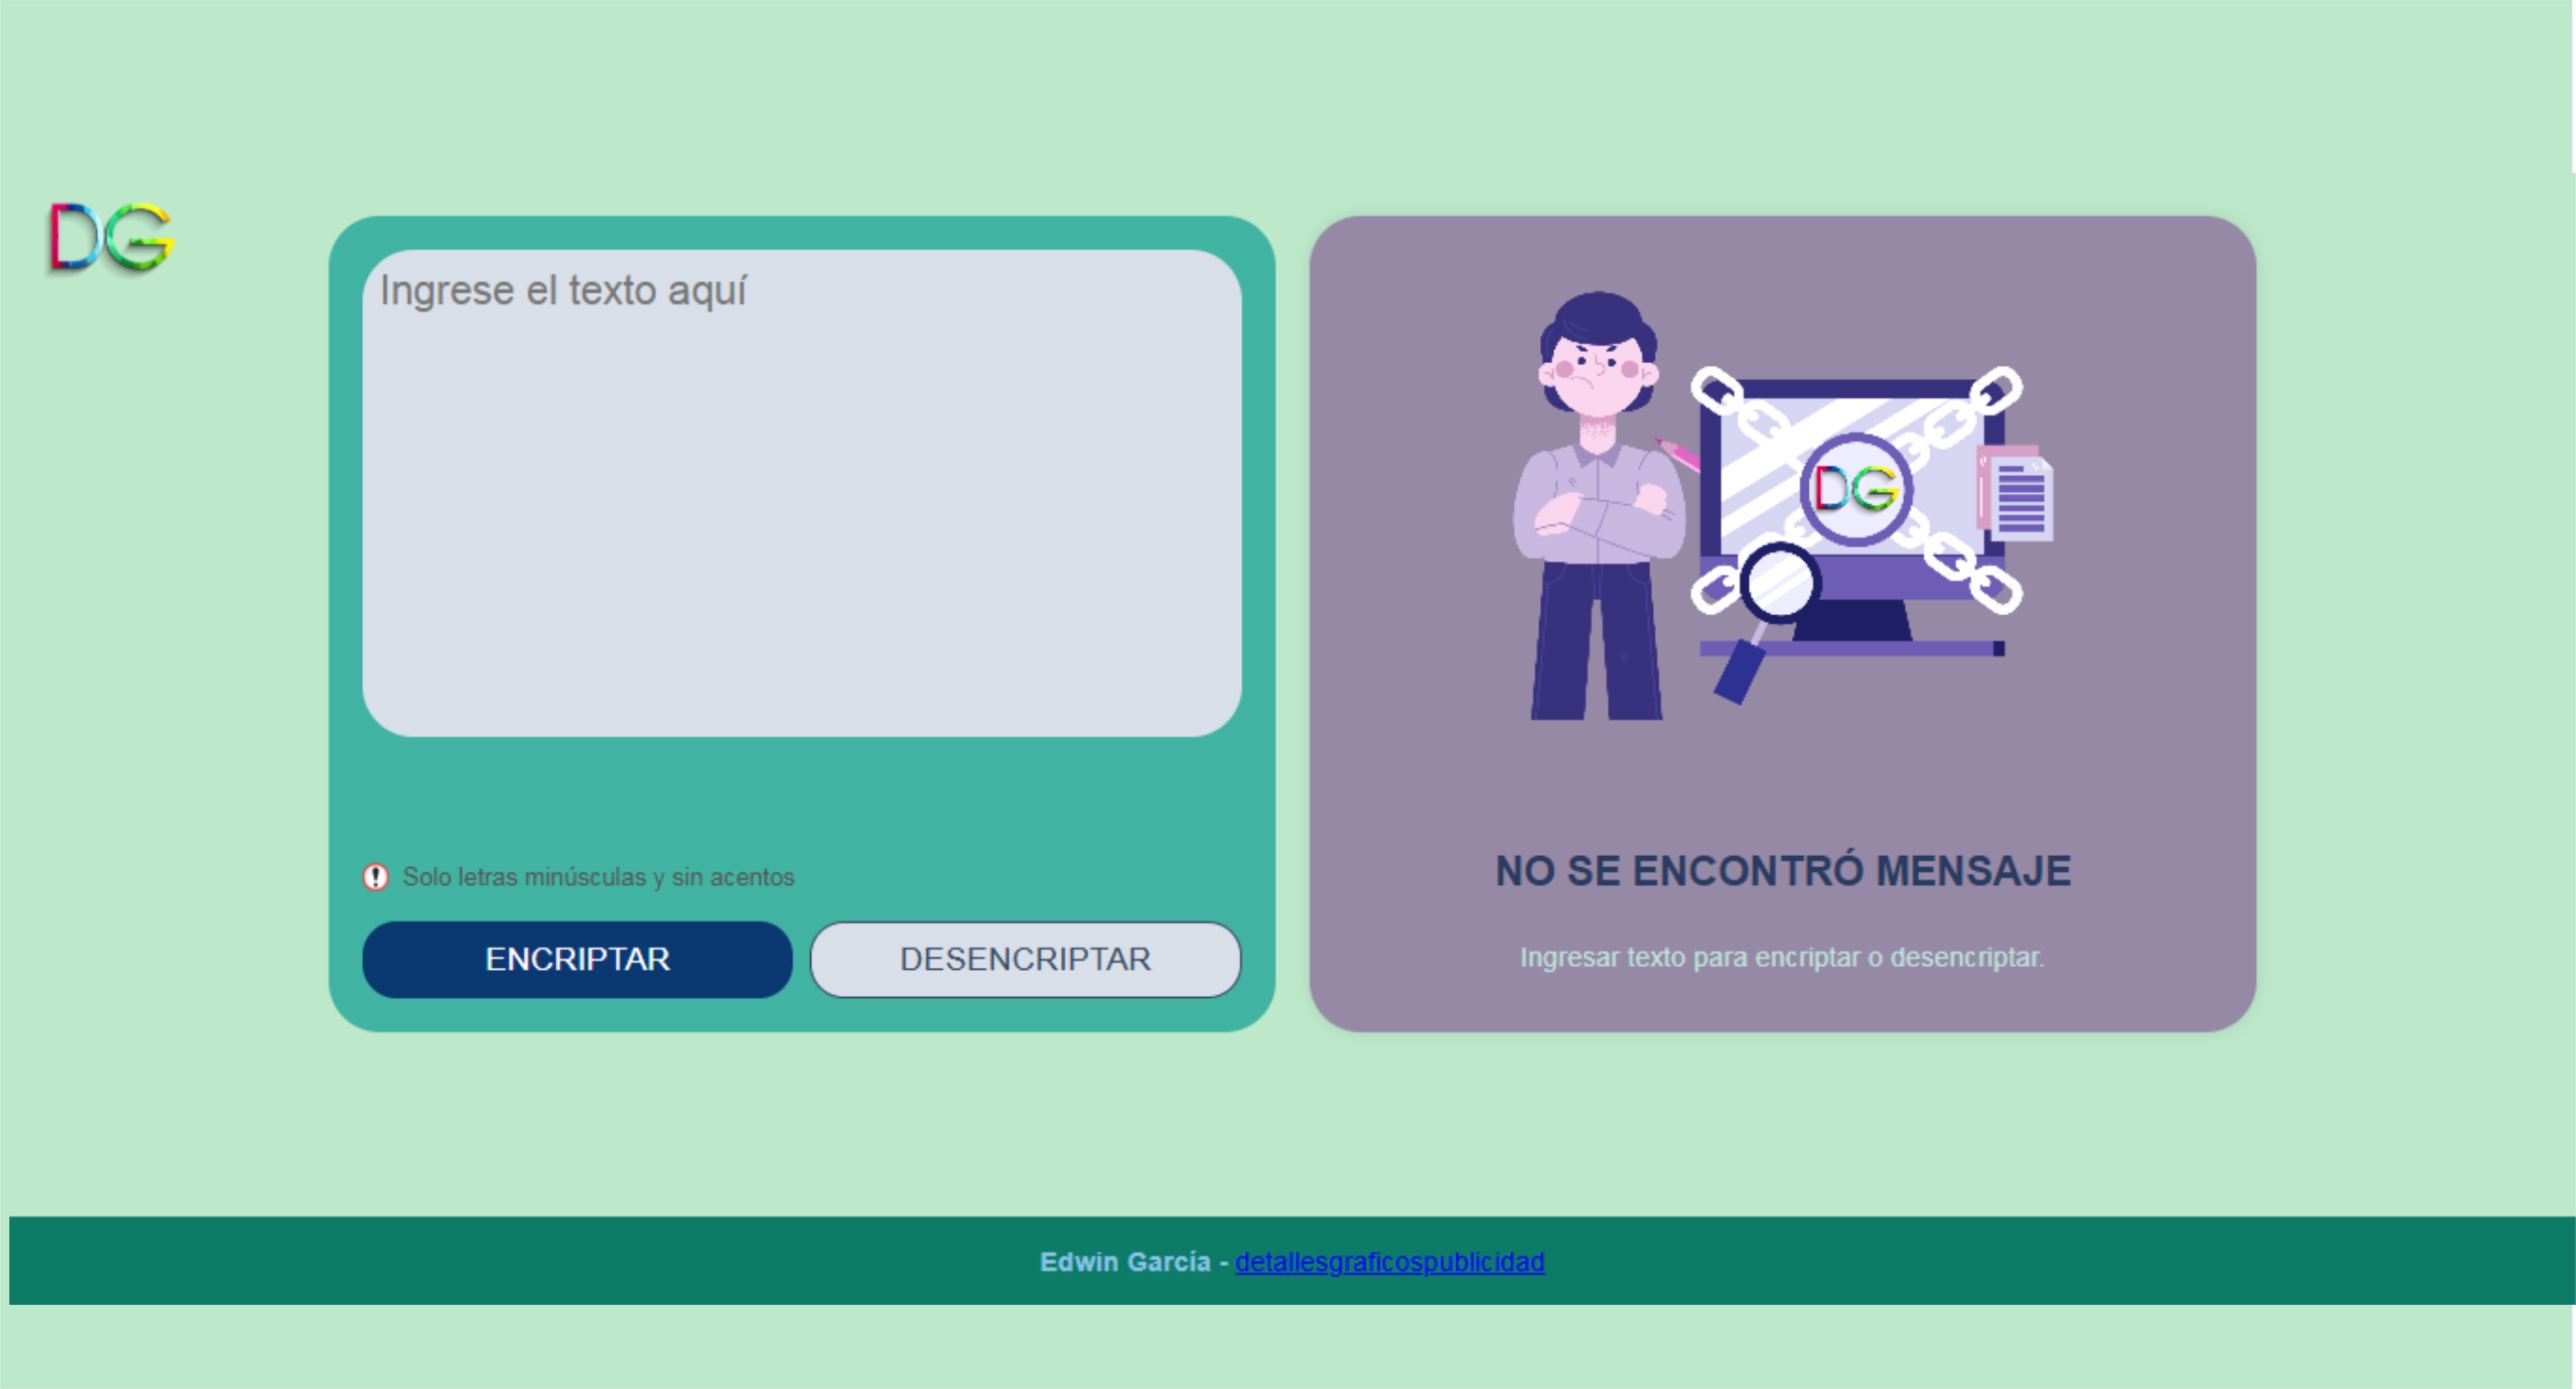 DG
Ingrese el texto aquí
Solo letras minúsculas y sin acentos
ENCRIPTAR
DESENCRIPTAR
DG
NO SE ENCONTRÓ MENSAJE
Ingresar texto para encriptar o desencriptar.
Edwin García - detallesgraficospublicidad